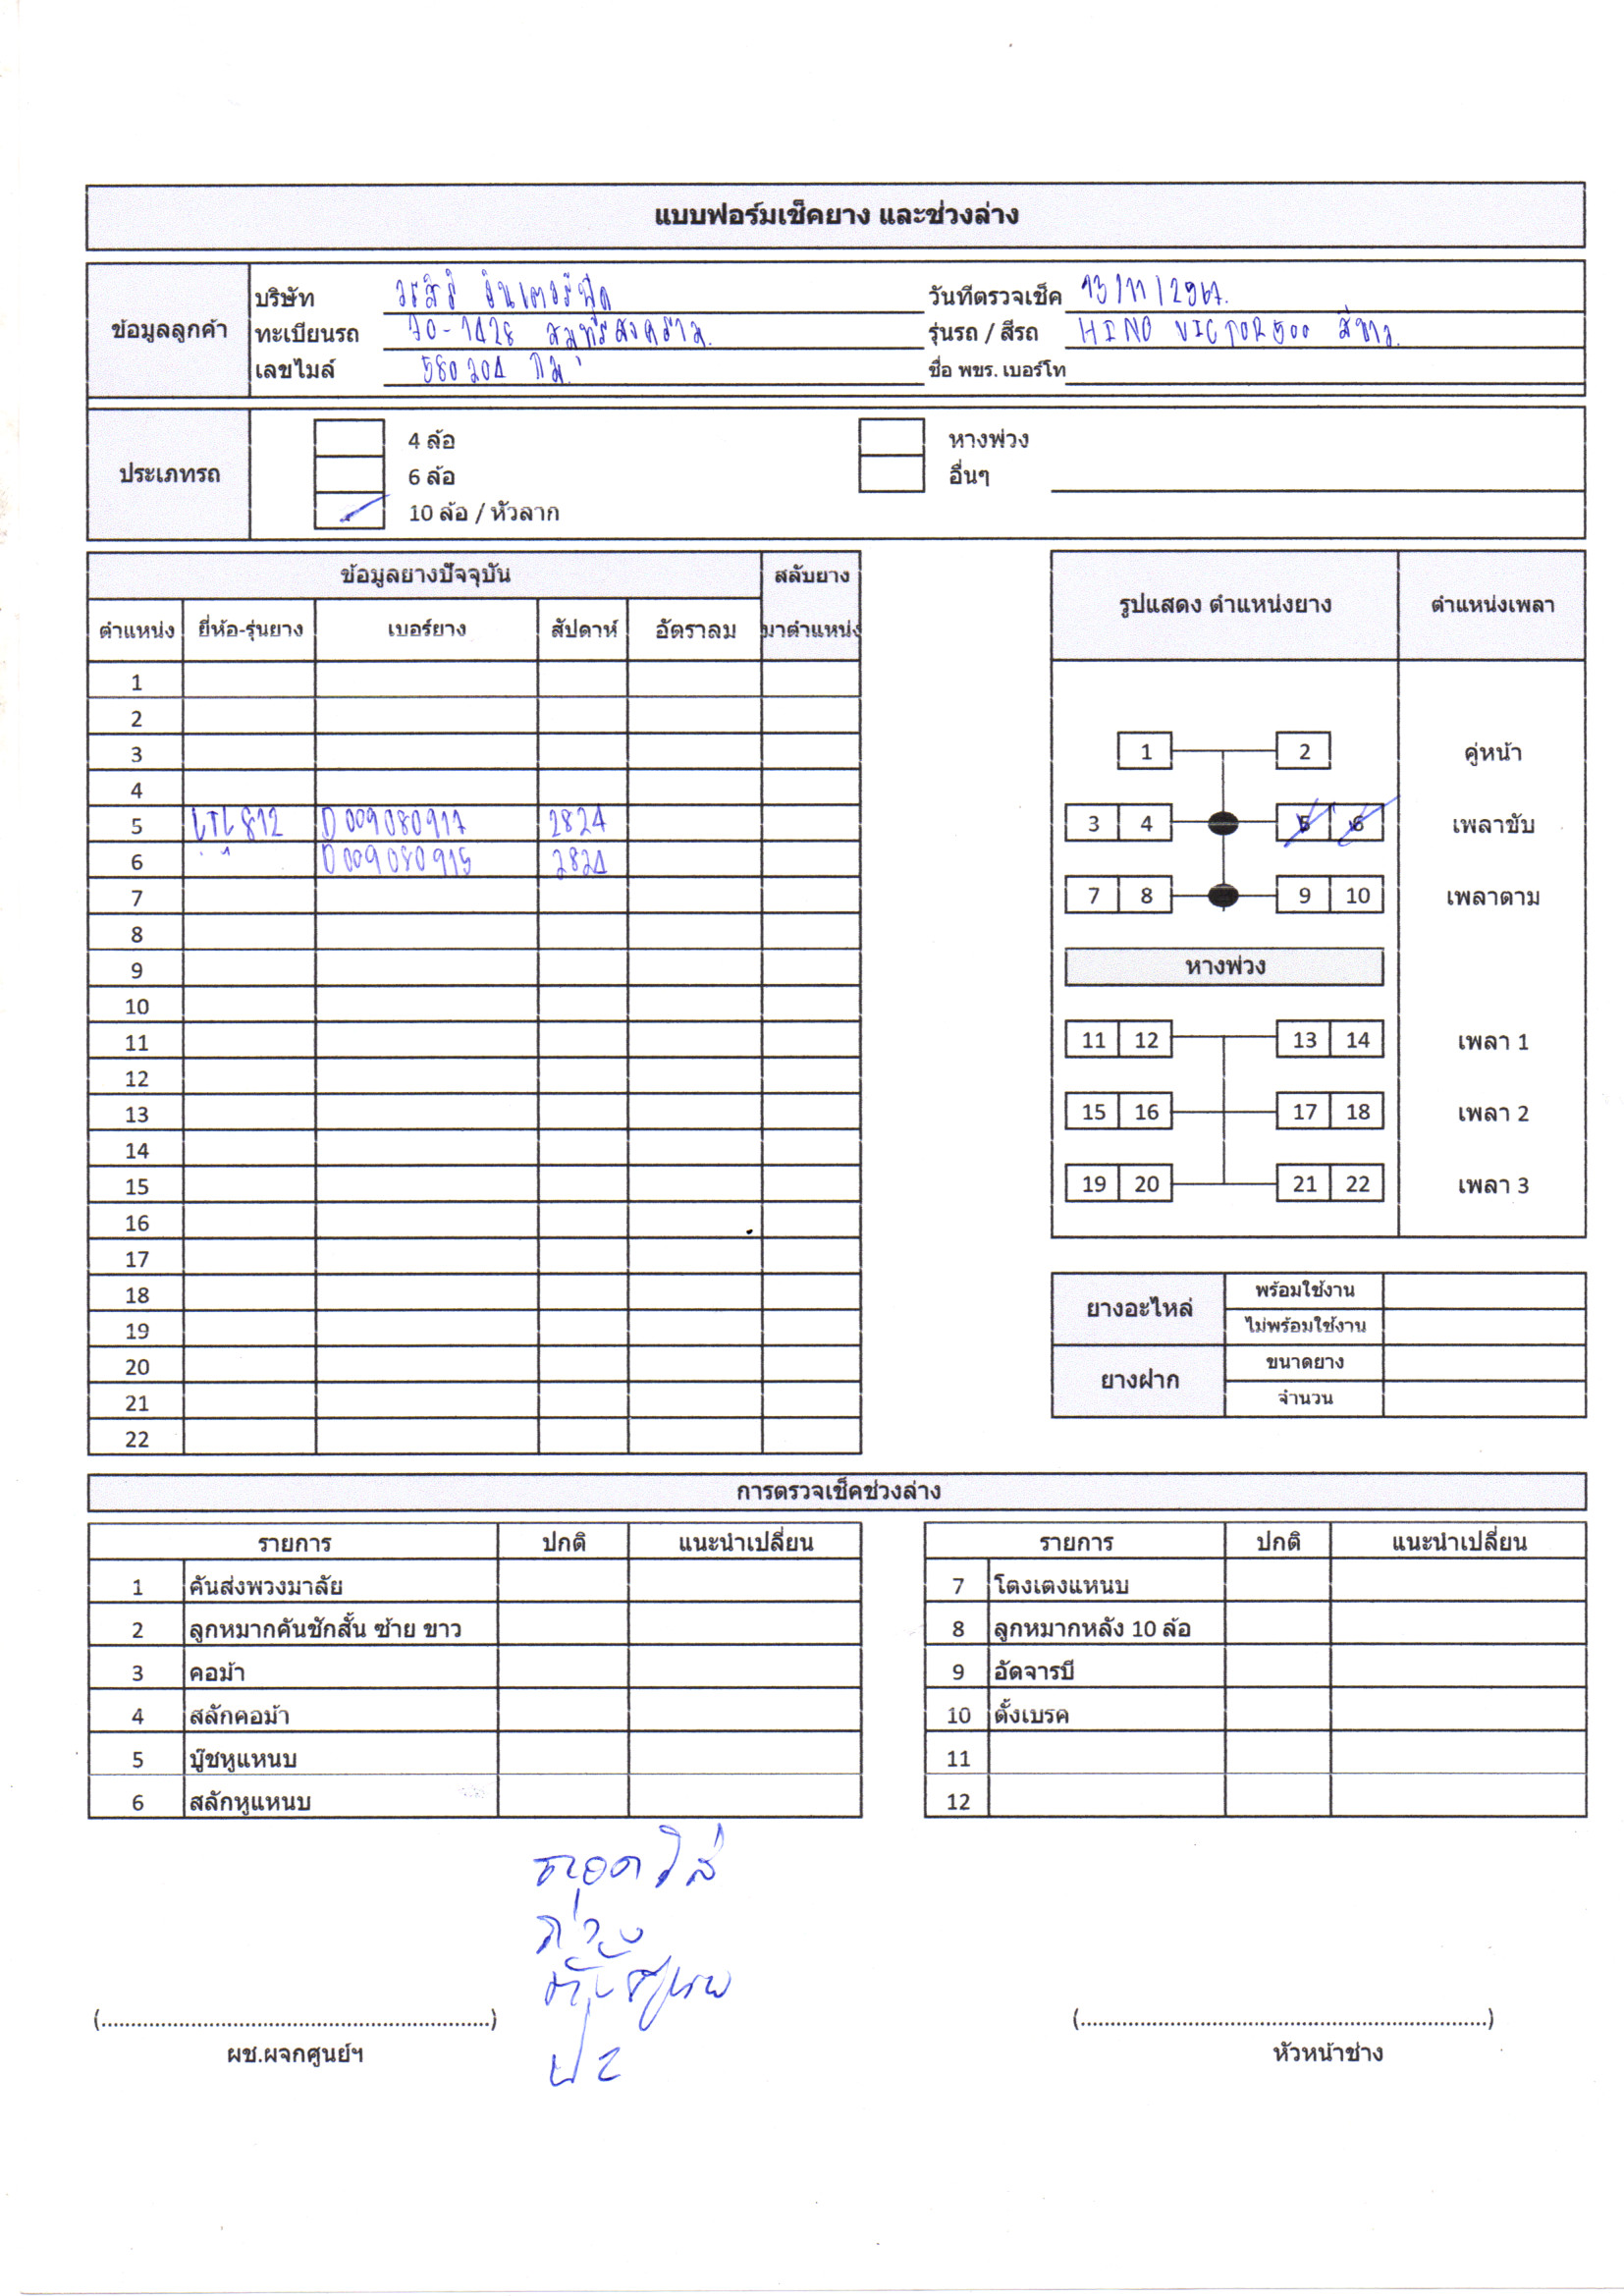 แบบฟอร์มเช็คยาง และช่วงล่าง
ข้อมูลลูกค้า
บริษัท วรสิริ อินเตอร์ฟู้ด วันที่ตรวจเช็ค 13/11/2567.
ทะเบียนรถ 70-1428 สมุทรสงคราม รุ่นรถ / สีรถ HINO VICTOR 500 สีขาว.
เลขไมล์ 580204 กม. ชื่อ พขร. เบอร์โท
ประเภทรถ
4 ล้อ หางพ่วง
6 ล้อ อื่นๆ
10 ล้อ / หัวลาก
ข้อมูลยางปัจจุบัน สลับยาง
ตำแหน่ง ยี่ห้อ-รุ่นยาง เบอร์ยาง สัปดาห์ อัตราลม มาตำแหน่ง
1
2
3
4
5 LTL812 D009080917 2824
6 " D009080915 2824
7
8
9
10
11
12
13
14
15
16
17
18
19
20
21
22
รูปแสดง ตำแหน่งยาง ตำแหน่งเพลา
1 2 คู่หน้า
3 4 5 6 เพลาขับ
7 8 9 10 เพลาตาม
หางพ่วง
11 12 13 14 เพลา 1
15 16 17 18 เพลา 2
19 20 21 22 เพลา 3
ยางอะไหล่ พร้อมใช้งาน
ไม่พร้อมใช้งาน
ยางฝาก ขนาดยาง
จำนวน
การตรวจเช็คช่วงล่าง
รายการ ปกติ แนะนำเปลี่ยน รายการ ปกติ แนะนำเปลี่ยน
1 คันส่งพวงมาลัย 7 โตงเตงแหนบ
2 ลูกหมากคันชักสั้น ซ้าย ขาว 8 ลูกหมากหลัง 10 ล้อ
3 คอม้า 9 อัดจารบี
4 สลักคอม้า 10 ตั้งเบรค
5 บู๊ชหูแหนบ 11
6 สลักหูแหนบ 12
ถอดใส่
(....................) (....................)
ผช.ผจกศูนย์ฯ หัวหน้าช่าง